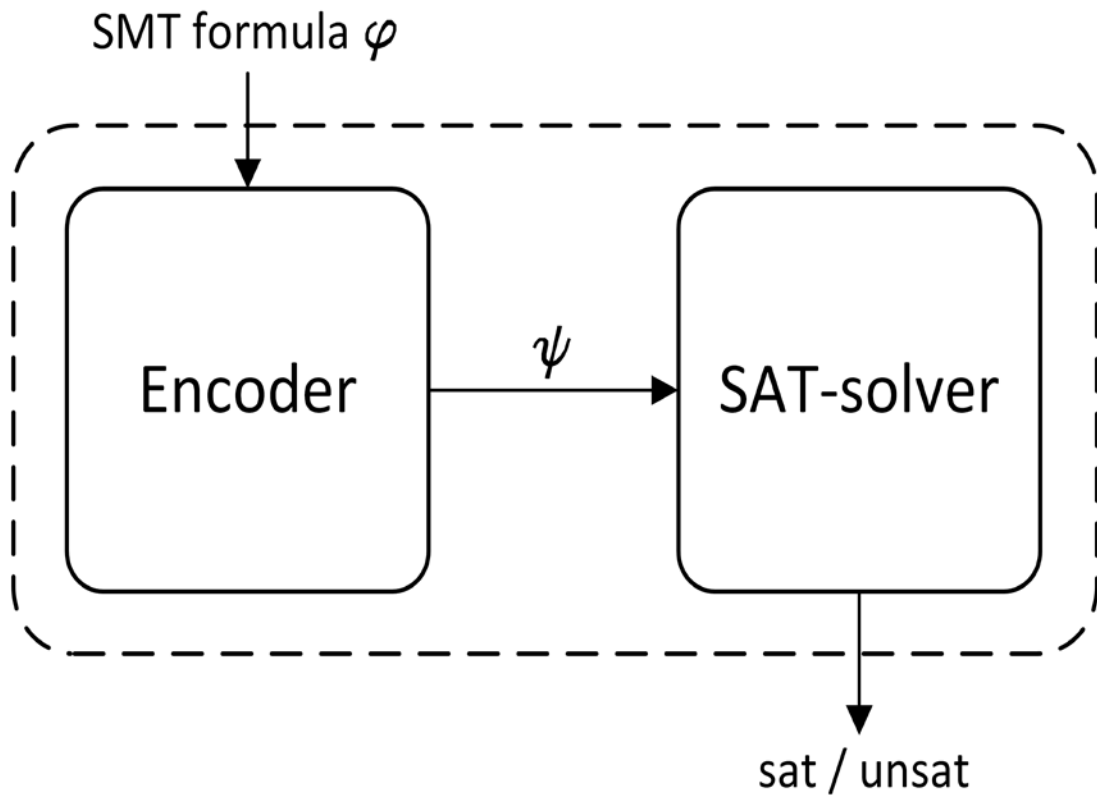 SMT formula φ
Encoder
ψ
SAT-solver
sat / unsat